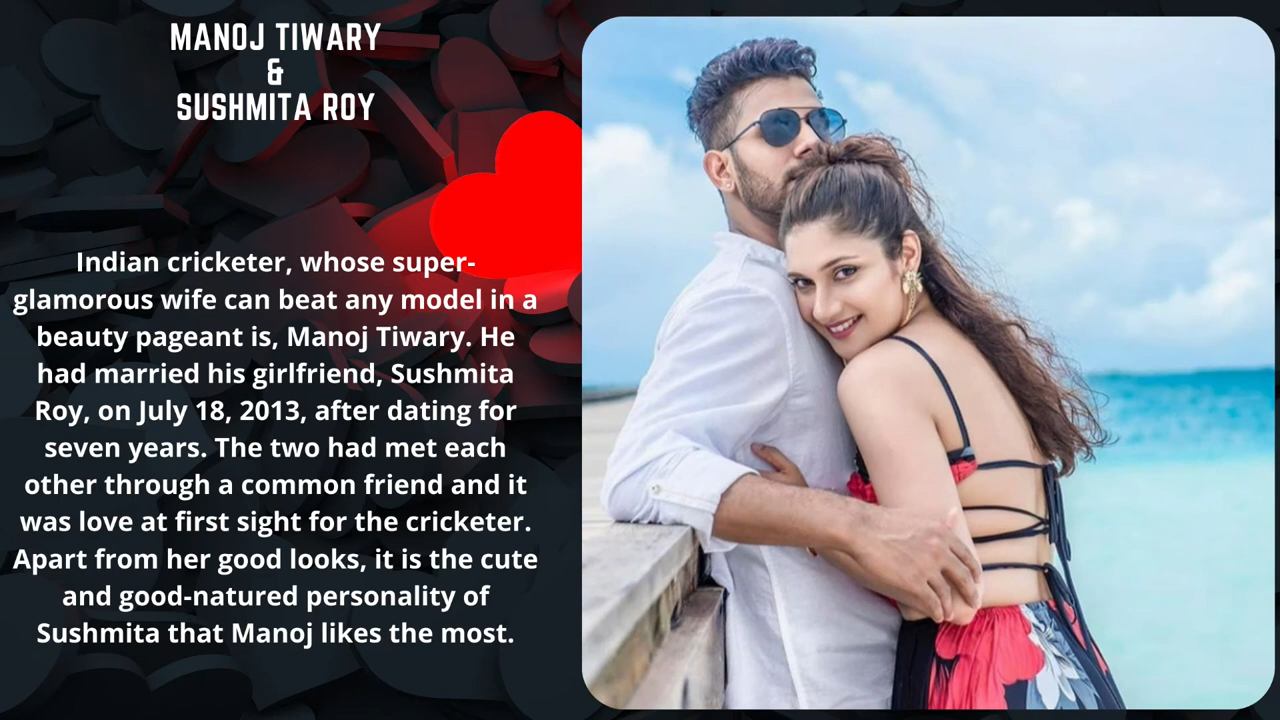 MANOJ TIWARY
&
SUSHMITA ROY
Indian cricketer, whose super-
glamorous wife can beat any model in a
beauty pageant is, Manoj Tiwary. He
had married his girlfriend, Sushmita
Roy, on July 18, 2013, after dating for
seven years. The two had met each
other through a common friend and it
was love at first sight for the cricketer.
Apart from her good looks, it is the cute
and good-natured personality of
Sushmita that Manoj likes the most.